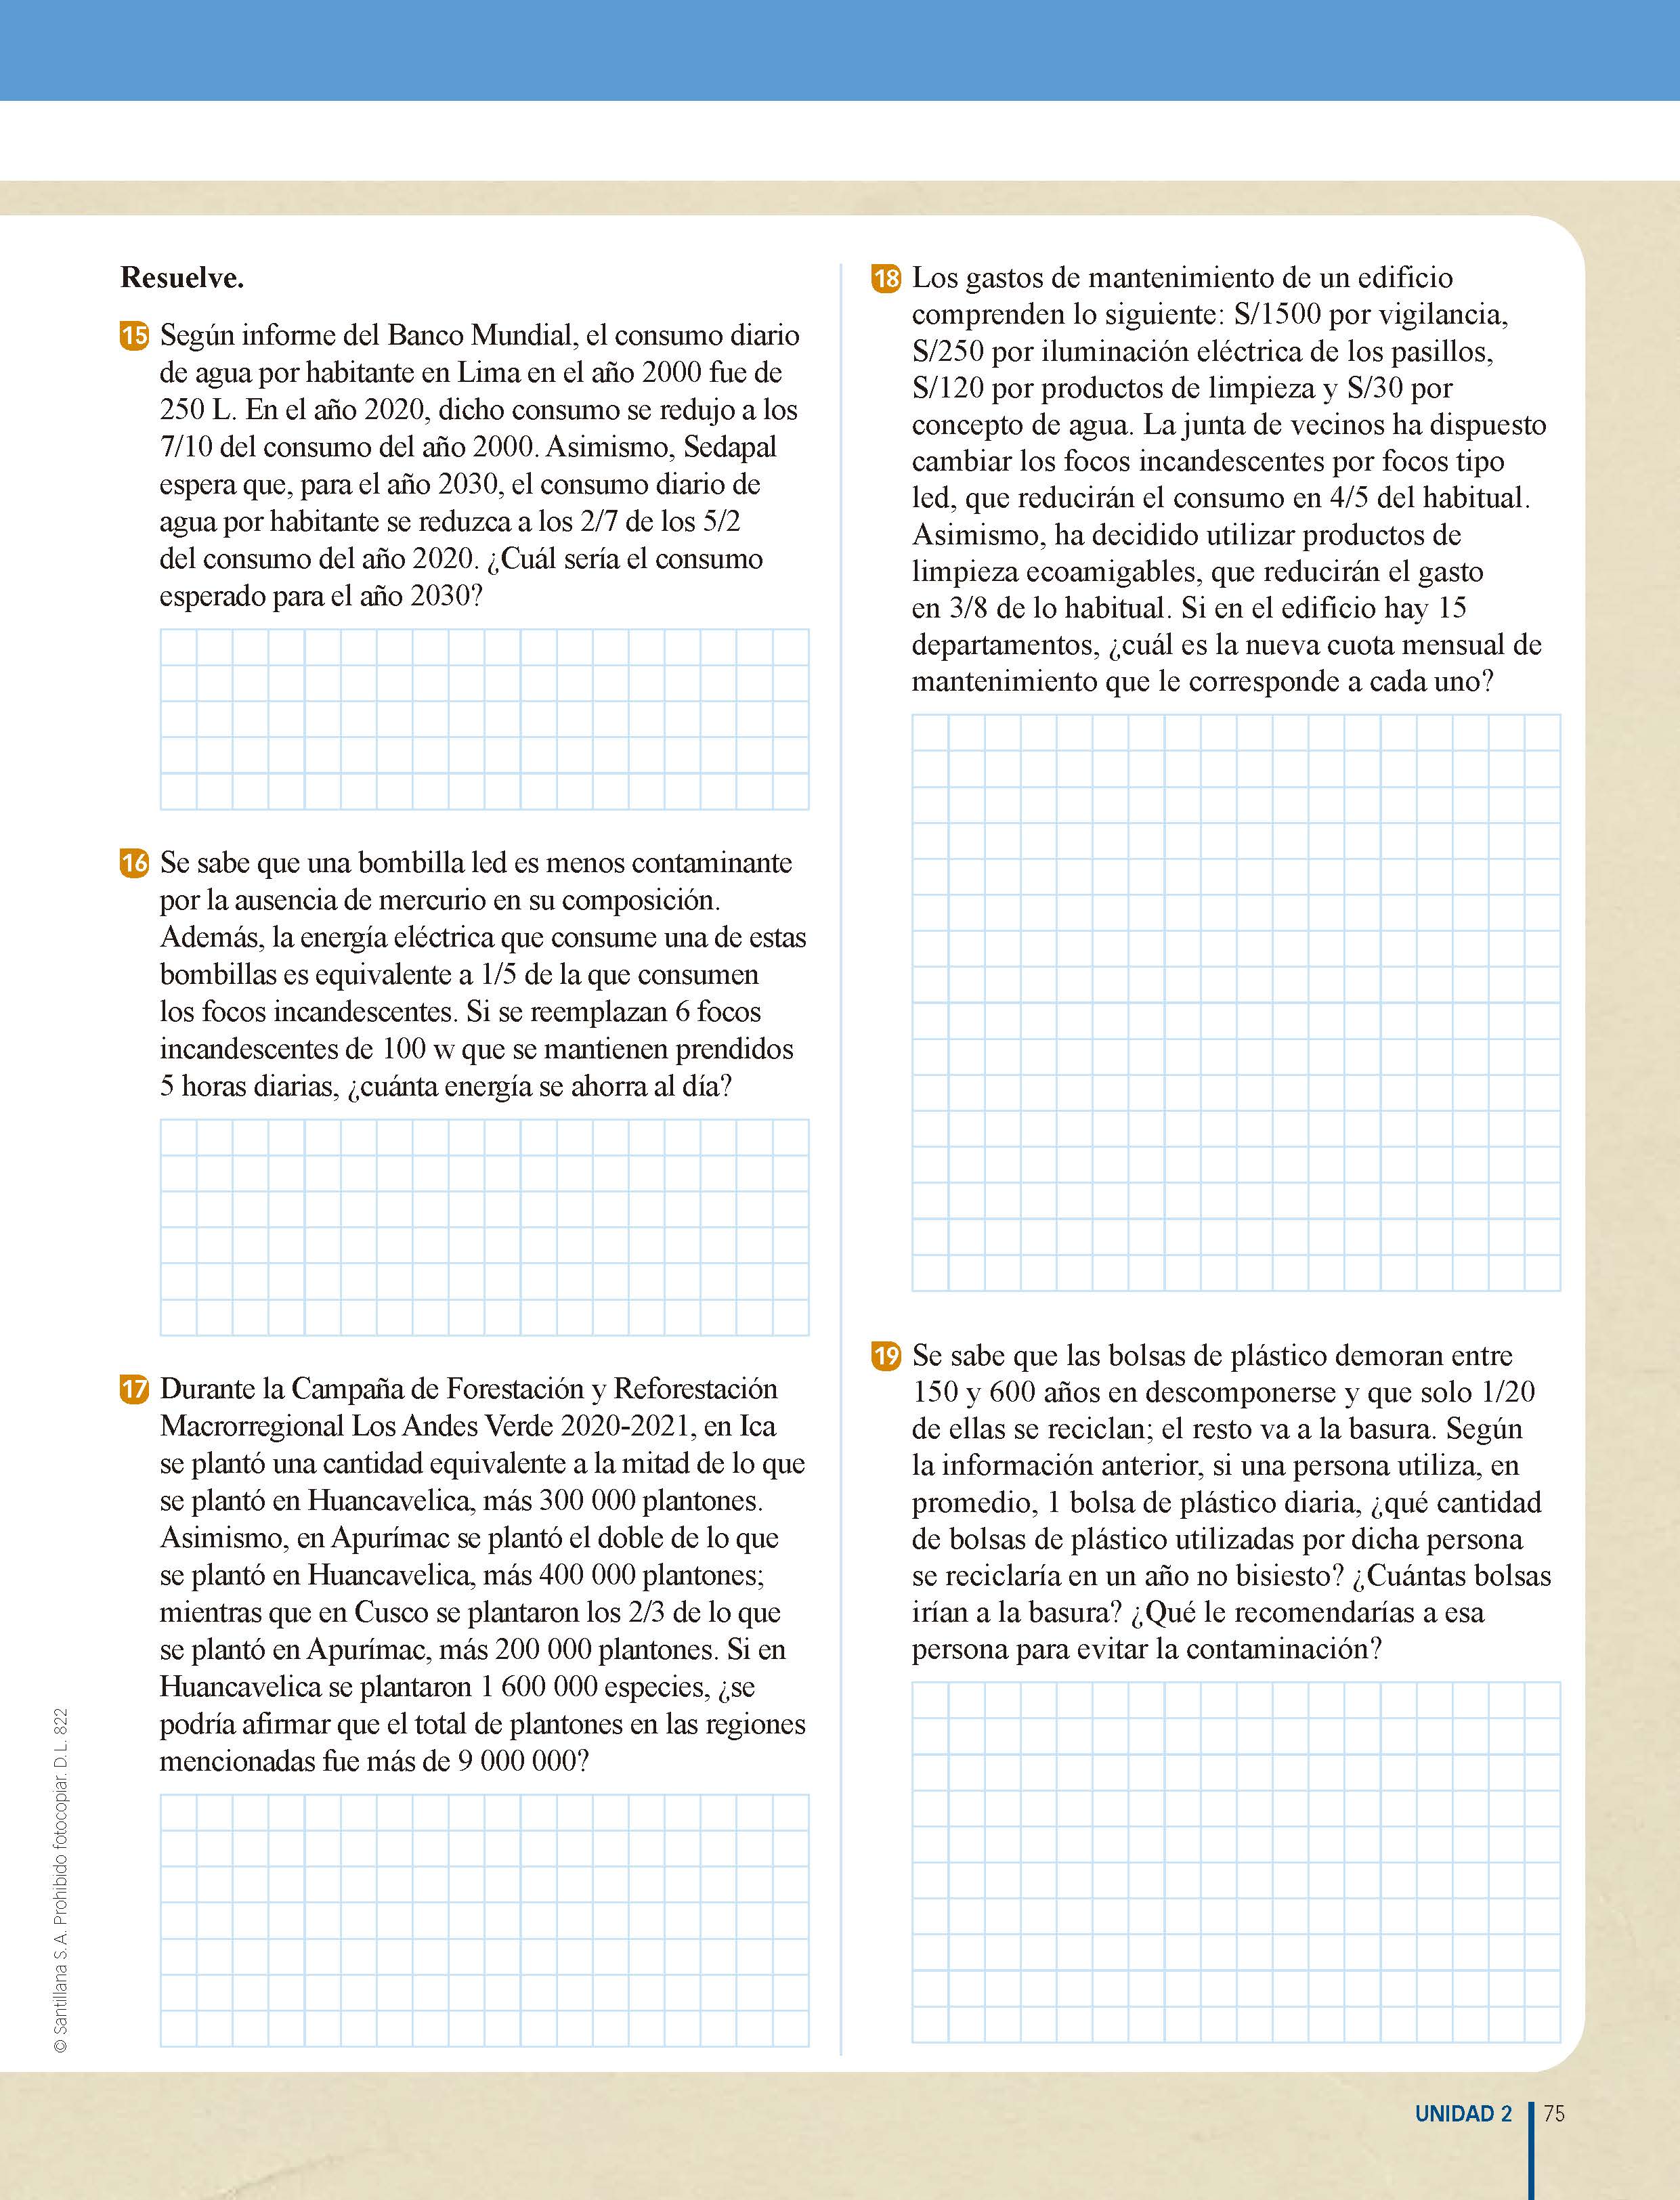 Resuelve.
15 Según informe del Banco Mundial, el consumo diario
de agua por habitante en Lima en el año 2000 fue de
250 L. En el año 2020, dicho consumo se redujo a los
7/10 del consumo del año 2000. Asimismo, Sedapal
espera que, para el año 2030, el consumo diario de
agua por habitante se reduzca a los 2/7 de los 5/2
del consumo del año 2020. ¿Cuál sería el consumo
esperado para el año 2030?
16 Se sabe que una bombilla led es menos contaminante
por la ausencia de mercurio en su composición.
Además, la energía eléctrica que consume una de estas
bombillas es equivalente a 1/5 de la que consumen
los focos incandescentes. Si se reemplazan 6 focos
incandescentes de 100 w que se mantienen prendidos
5 horas diarias, ¿cuánta energía se ahorra al día?
17 Durante la Campaña de Forestación y Reforestación
Macrorregional Los Andes Verde 2020-2021, en Ica
se plantó una cantidad equivalente a la mitad de lo que
se plantó en Huancavelica, más 300 000 plantones.
Asimismo, en Apurímac se plantó el doble de lo que
se plantó en Huancavelica, más 400 000 plantones;
mientras que en Cusco se plantaron los 2/3 de lo que
se plantó en Apurímac, más 200 000 plantones. Si en
Huancavelica se plantaron 1 600 000 especies, ¿se
podría afirmar que el total de plantones en las regiones
mencionadas fue más de 9 000 000?
18 Los gastos de mantenimiento de un edificio
comprenden lo siguiente: S/1500 por vigilancia,
S/250 por iluminación eléctrica de los pasillos,
S/120 por productos de limpieza y S/30 por
concepto de agua. La junta de vecinos ha dispuesto
cambiar los focos incandescentes por focos tipo
led, que reducirán el consumo en 4/5 del habitual.
Asimismo, ha decidido utilizar productos de
limpieza ecoamigables, que reducirán el gasto
en 3/8 de lo habitual. Si en el edificio hay 15
departamentos, ¿cuál es la nueva cuota mensual de
mantenimiento que le corresponde a cada uno?
19 Se sabe que las bolsas de plástico demoran entre
150 y 600 años en descomponerse y que solo 1/20
de ellas se reciclan; el resto va a la basura. Según
la información anterior, si una persona utiliza, en
promedio, 1 bolsa de plástico diaria, ¿qué cantidad
de bolsas de plástico utilizadas por dicha persona
se reciclaría en un año no bisiesto? ¿Cuántas bolsas
irían a la basura? ¿Qué le recomendarías a esa
persona para evitar la contaminación?
© Santillana S.A. Prohibido fotocopiar. D.L. 822
UNIDAD 2 75